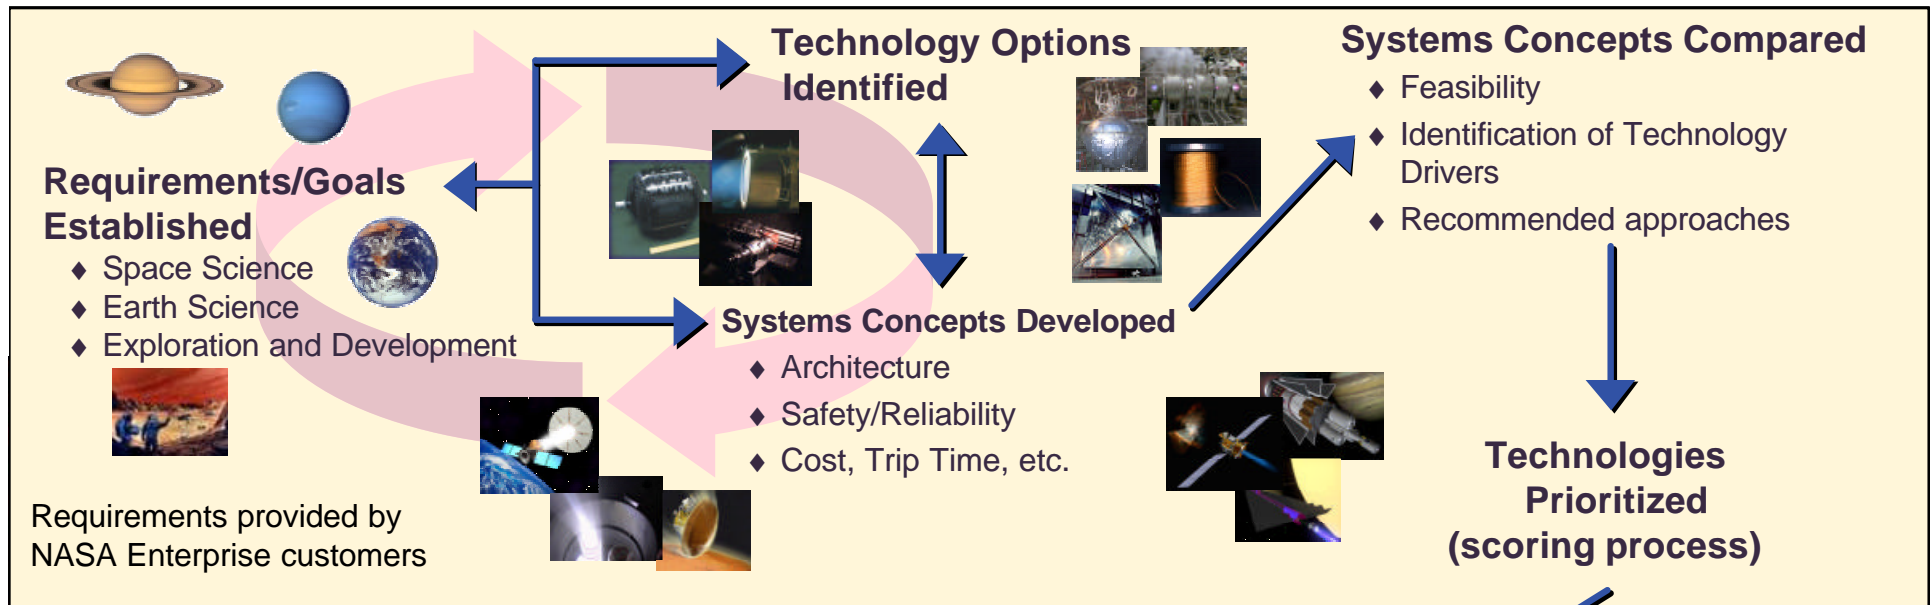 Requirements/Goals
Established
♦ Space Science
♦ Earth Science
♦ Exploration and Development
Requirements provided by
NASA Enterprise customers
Technology Options
Identified
Systems Concepts Developed
♦ Architecture
♦ Safety/Reliability
♦ Cost, Trip Time, etc.
Systems Concepts Compared
♦ Feasibility
♦ Identification of Technology
Drivers
♦ Recommended approaches
Technologies
Prioritized
(scoring process)